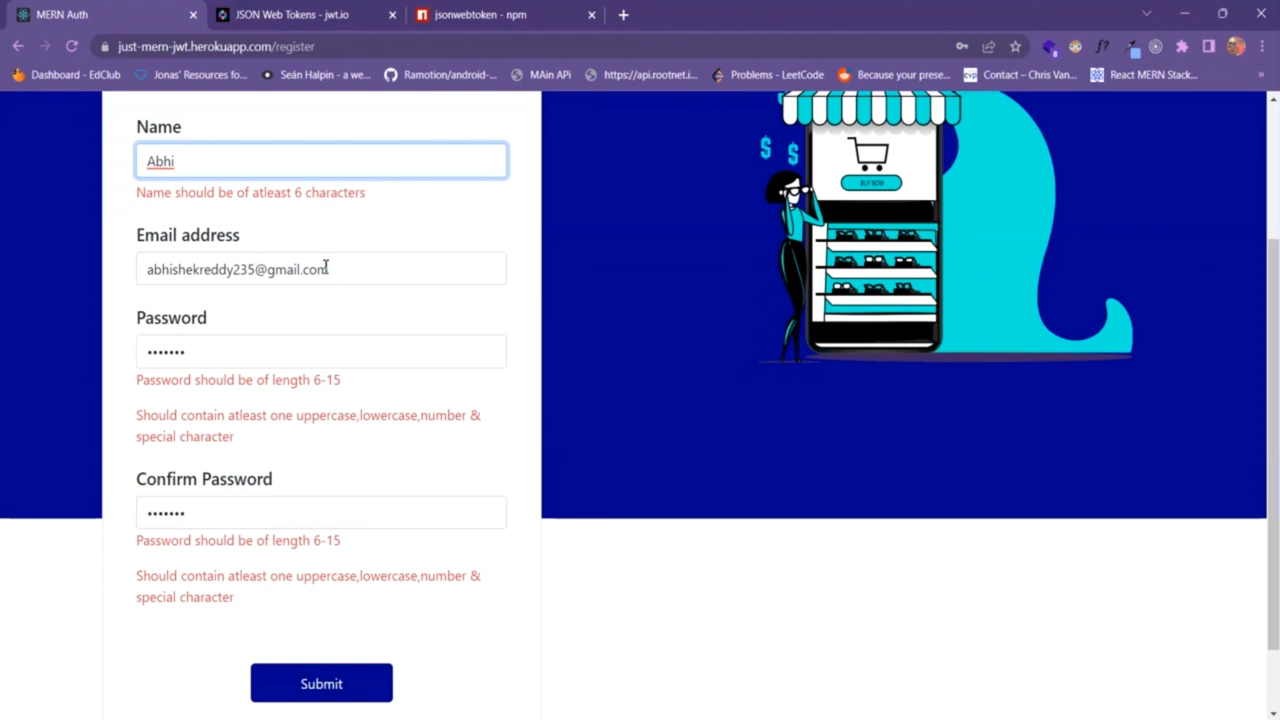 MERN Auth
JSON Web Tokens - jwt.io
jsonwebtoken - npm
just-mern-jwt.herokuapp.com/register
Dashboard - EdClub
Jonas' Resources fo...
Seán Halpin - a we...
Ramotion/android-...
MAin APi
https://api.rootnet.i...
Problems - LeetCode
Because your prese...
cvp
Contact – Chris Van...
React MERN Stack...
»
Name
Abhi
Name should be of atleast 6 characters
Email address
abhishekreddy235@gmail.com
Password
•••••••
Password should be of length 6-15
Should contain atleast one uppercase,lowercase,number &
special character
Confirm Password
•••••••
Password should be of length 6-15
Should contain atleast one uppercase,lowercase,number &
special character
Submit
$ $
BUY NOW